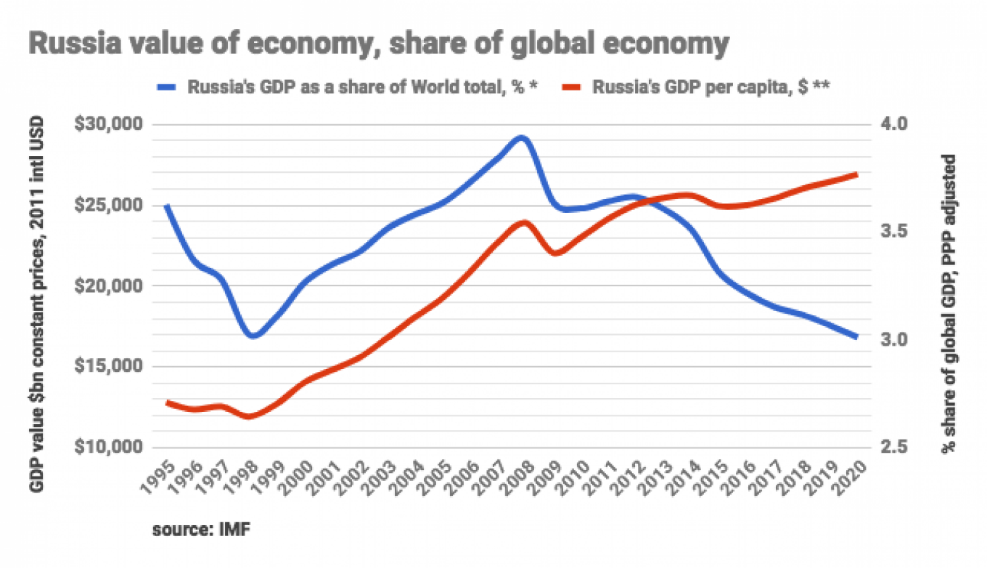 Russia value of economy, share of global economy
Russia's GDP as a share of World total, % * Russia's GDP per capita, $ **
GDP value $bn constant prices, 2011 intl USD
$30,000
$25,000
$20,000
$15,000
$10,000
4.0
3.5
3.0
2.5
% share of global GDP, PPP adjusted
1995 1996 1997 1998 1999 2000 2001 2002 2003 2004 2005 2006 2007 2008 2009 2010 2011 2012 2013 2014 2015 2016 2017 2018 2019 2020
source: IMF